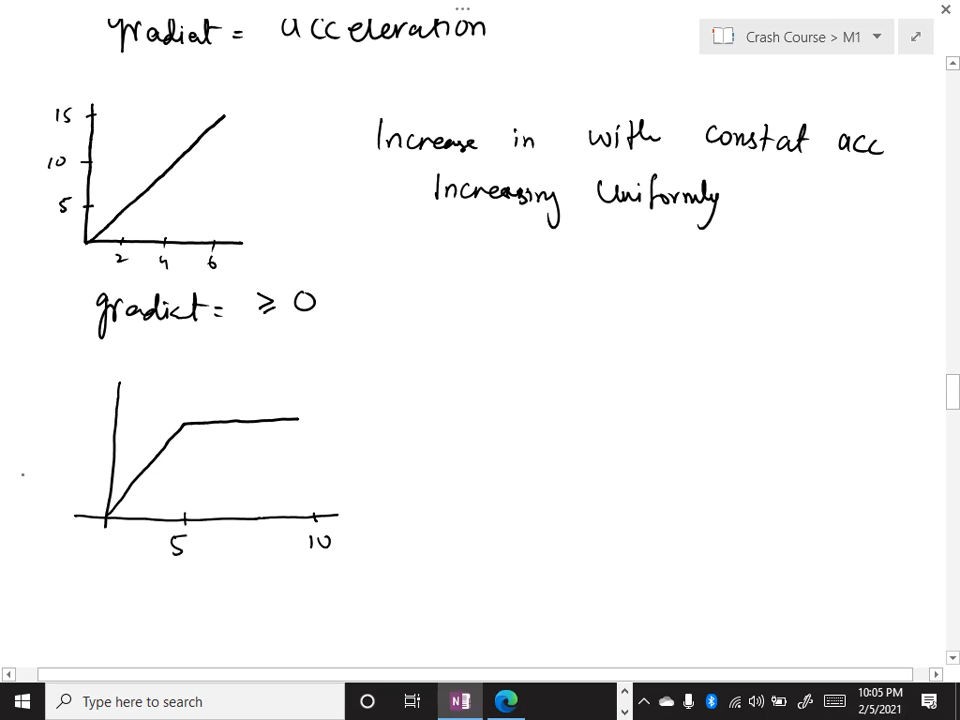 gradiat = acceleration
Crash Course > M1
15
10
5
2 4 6
Increase in with constat acc
Increasing Uniformly
gradict = ⩾ 0
5 10
Type here to search
10:05 PM
2/5/2021